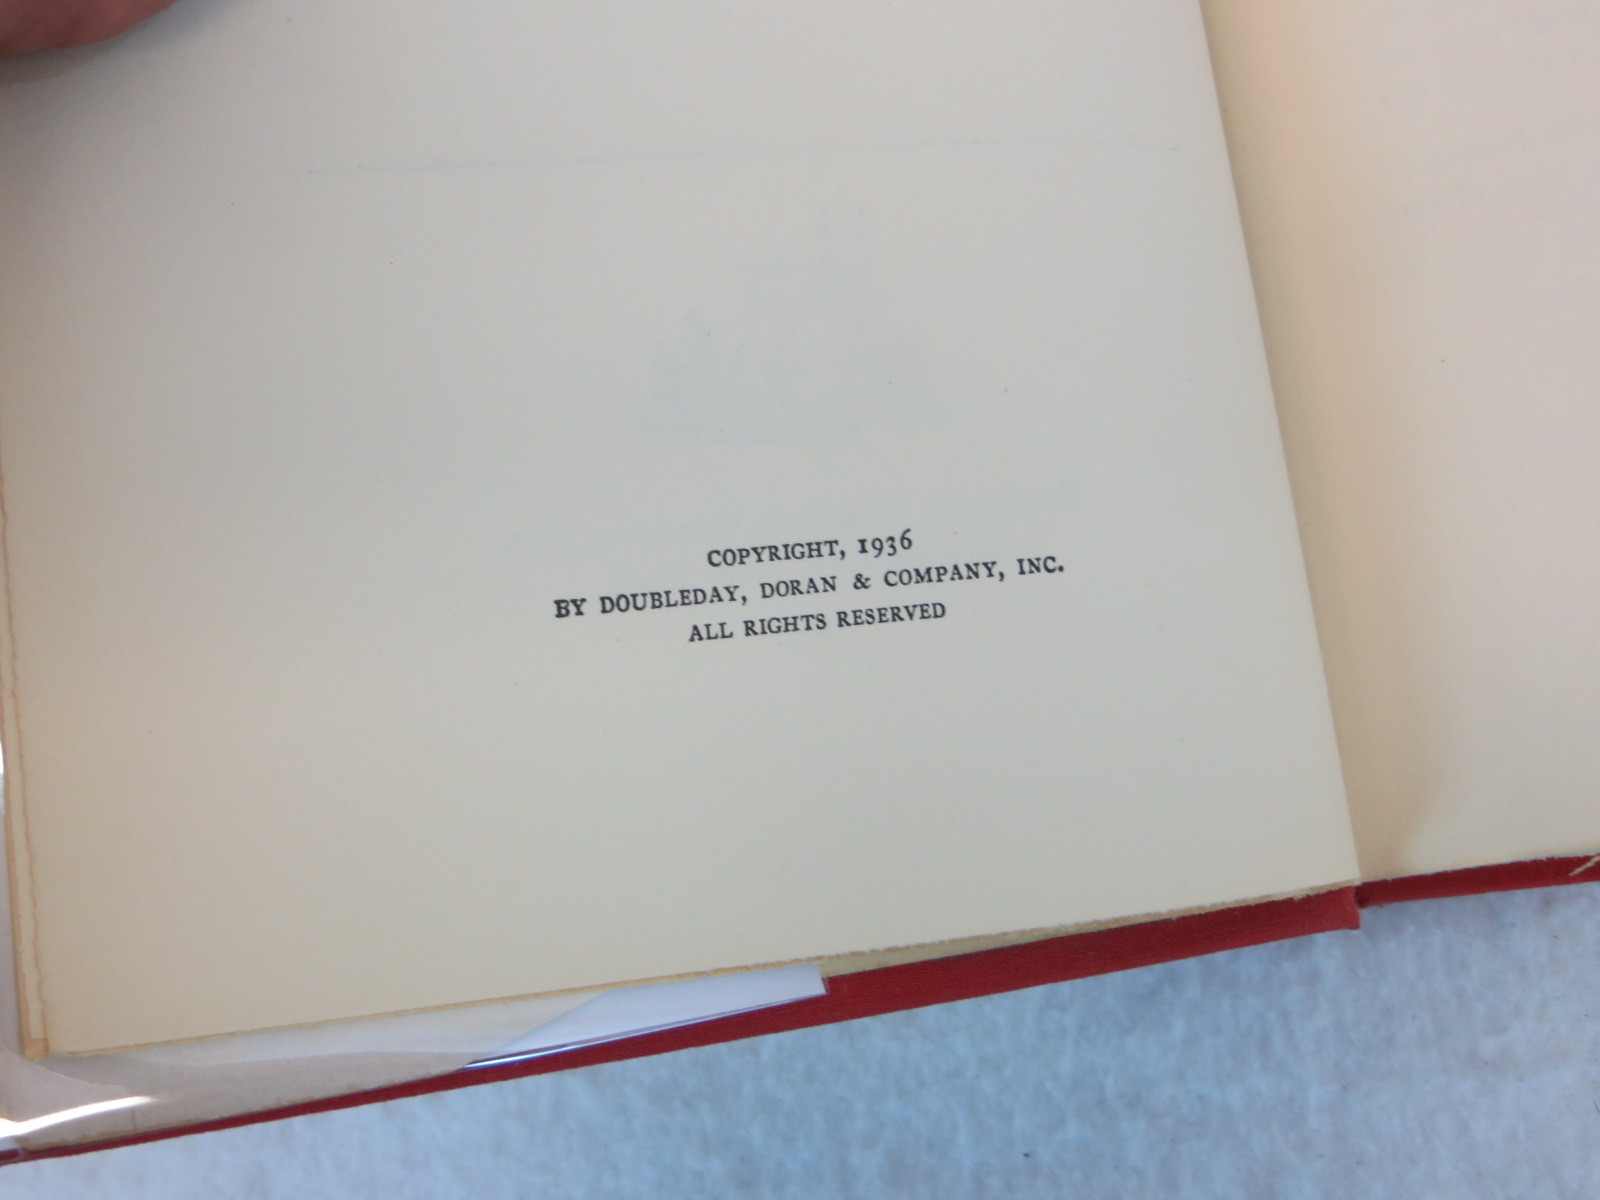 COPYRIGHT, 1936
BY DOUBLEDAY, DORAN & COMPANY, INC.
ALL RIGHTS RESERVED